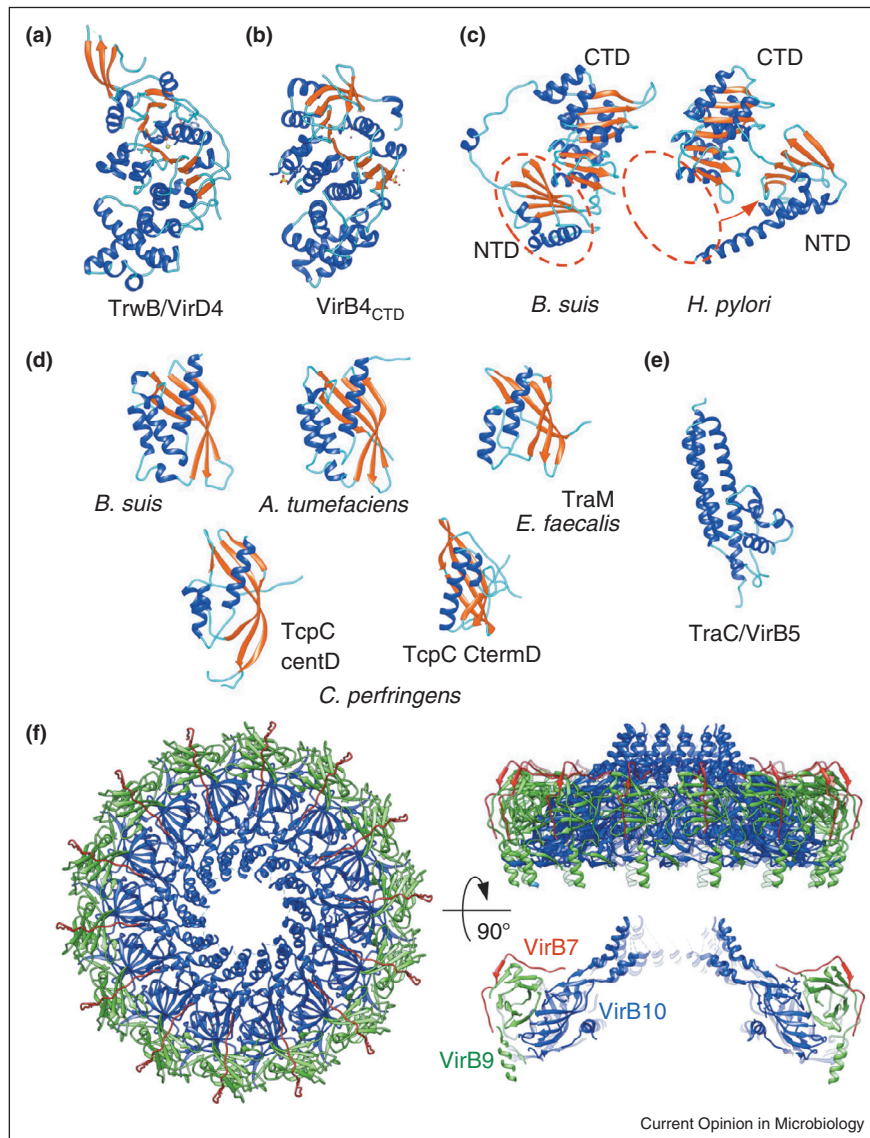 (a)
(b)
(c)
CTD
CTD
NTD
NTD
TrwB/VirD4
VirB4CTD
B. suis
H. pylori
(d)
(e)
B. suis
A. tumefaciens
TraM
E. faecalis
TcpC
centD
TcpC CtermD
C. perfringens
TraC/VirB5
(f)
90°
VirB7
VirB10
VirB9
Current Opinion in Microbiology